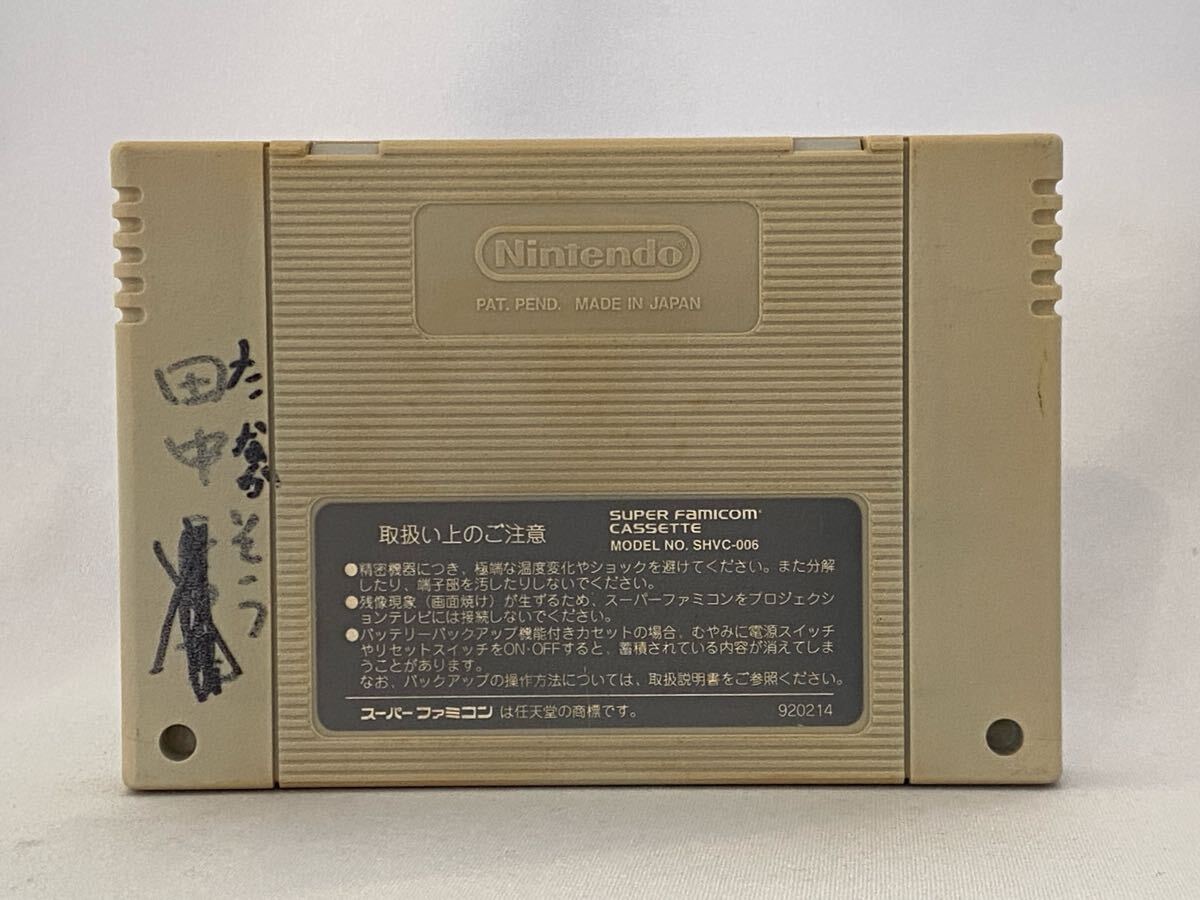 Nintendo®
PAT. PEND. MADE IN JAPAN
田中
たなか そうつ
取扱い上のご注意
SUPER FAMICOM
CASSETTE
MODEL NO. SHVC-006
●精密機器につき、極端な温度変化やショックを避けてください。また分解
したり、端子部を汚したりしないでください。
●残像現象(画面焼け)が生ずるため、スーパーファミコンをプロジェクシ
ョンテレビには接続しないでください。
●バッテリーバックアップ機能付きカセットの場合、むやみに電源スイッチ
やリセットスイッチをON・OFFすると、蓄積されている内容が消えてしま
うことがあります。
なお、バックアップの操作方法については、取扱説明書をご参照ください。
スーパーファミコンは任天堂の商標です。
920214